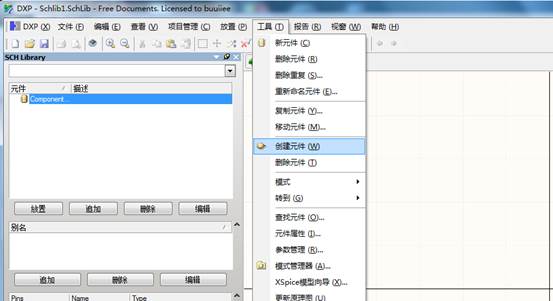 DXP - Schlib1.SchLib - Free Documents. Licensed to buuiiee
DXP (X) 文件 (F) 编辑 (E) 查看 (V) 项目管理 (C) 放置 (P) 工具 (T) 报告 (R) 视窗 (W) 帮助 (H)
SCH Library
元件 描述
Component_
放置 追加 删除 编辑
别名
追加 删除 编辑
Pins Name Type
新元件 (C)
删除元件 (R)
删除重复 (S)...
重新命名元件 (E)...
复制元件 (Y)...
移动元件 (M)...
创建元件 (W)
删除元件 (T)
模式
转到 (G)
查找元件 (O)...
元件属性 (I)...
参数管理 (R)...
模式管理器 (A)...
XSpice模型向导 (X)...
更新原理图 (U)